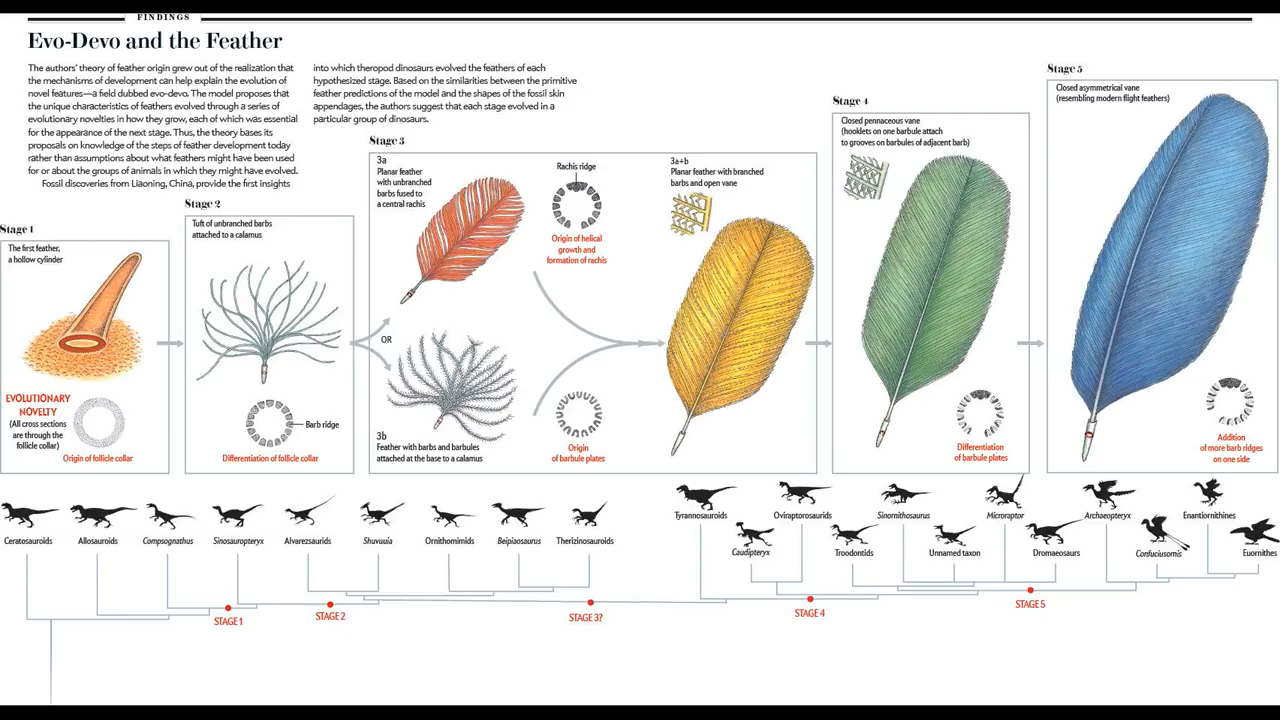 FINDINGS
Evo-Devo and the Feather
The authors' theory of feather origin grew out of the realization that
the mechanisms of development can help explain the evolution of
novel features—a field dubbed evo-devo. The model proposes that
the unique characteristics of feathers evolved through a series of
evolutionary novelties in how they grow, each of which was essential
for the appearance of the next stage. Thus, the theory bases its
proposals on knowledge of the steps of feather development today
rather than assumptions about what feathers might have been used
for or about the groups of animals in which they might have evolved.
Fossil discoveries from Liaoning, China, provide the first insights
into which theropod dinosaurs evolved the feathers of each
hypothesized stage. Based on the similarities between the primitive
feather predictions of the model and the shapes of the fossil skin
appendages, the authors suggest that each stage evolved in a
particular group of dinosaurs.
Stage 1
The first feather,
a hollow cylinder
EVOLUTIONARY
NOVELTY
(All cross sections
are through the
follicle collar)
Origin of follicle collar
Stage 2
Tuft of unbranched barbs
attached to a calamus
Barb ridge
Differentiation of follicle collar
Stage 3
3a
Planar feather
with unbranched
barbs fused to
a central rachis
Rachis ridge
Origin of helical
growth and
formation of rachis
OR
3b
Feather with barbs and barbules
attached at the base to a calamus
Origin
of barbule plates
3a+b
Planar feather with branched
barbs and open vane
Stage 4
Closed pennaceous vane
(hooklets on one barbule attach
to grooves on barbules of adjacent barb)
Differentiation
of barbule plates
Stage 5
Closed asymmetrical vane
(resembling modern flight feathers)
Addition
of more barb ridges
on one side
Ceratosauroids
Allosauroids
Compsognathus
Sinosauropteryx
Alvarezsaurids
Shuvuuia
Ornithomimids
Beipiaosaurus
Therizinosauroids
Tyrannosauroids
Caudipteryx
Oviraptorosaurids
Troodontids
Sinornithosaurus
Unnamed taxon
Microraptor
Dromaeosaurs
Archaeopteryx
Confuciusornis
Enantiornithines
Euornithes
STAGE 1
STAGE 2
STAGE 3?
STAGE 4
STAGE 5